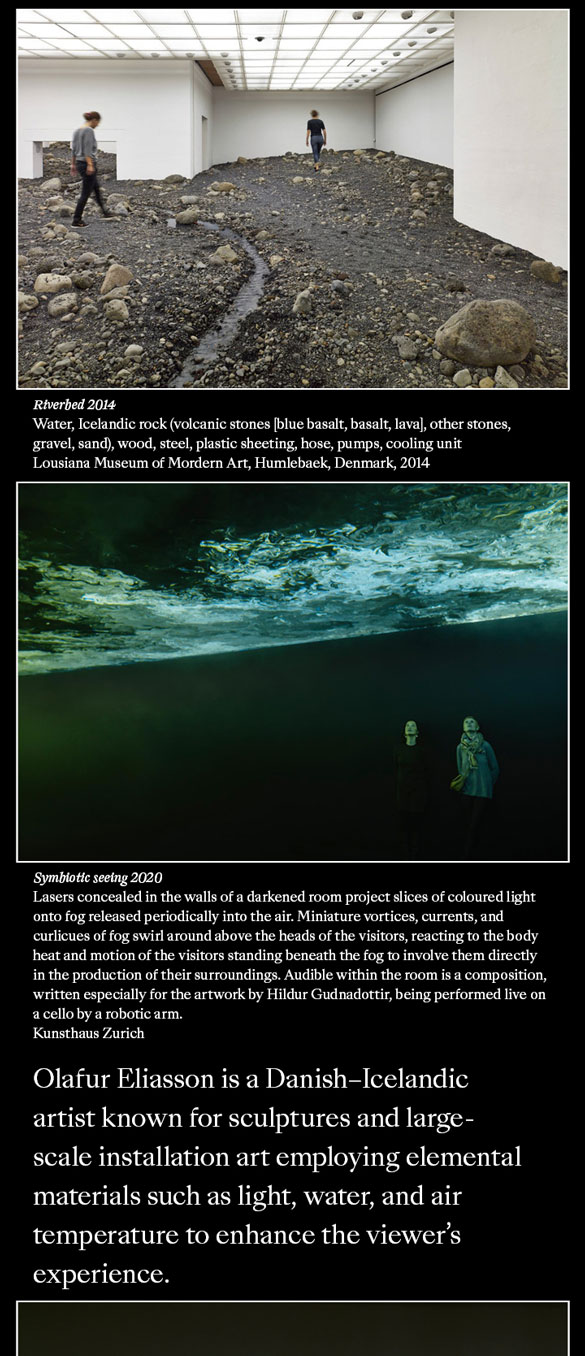 Riverbed 2014
Water, Icelandic rock (volcanic stones [blue basalt, basalt, lava], other stones,
gravel, sand), wood, steel, plastic sheeting, hose, pumps, cooling unit
Lousiana Museum of Mordern Art, Humlebaek, Denmark, 2014
Symbiotic seeing 2020
Lasers concealed in the walls of a darkened room project slices of coloured light
onto fog released periodically into the air. Miniature vortices, currents, and
curlicues of fog swirl around above the heads of the visitors, reacting to the body
heat and motion of the visitors standing beneath the fog to involve them directly
in the production of their surroundings. Audible within the room is a composition,
written especially for the artwork by Hildur Gudnadottir, being performed live on
a cello by a robotic arm.
Kunsthaus Zurich
Olafur Eliasson is a Danish–Icelandic
artist known for sculptures and large-
scale installation art employing elemental
materials such as light, water, and air
temperature to enhance the viewer’s
experience.